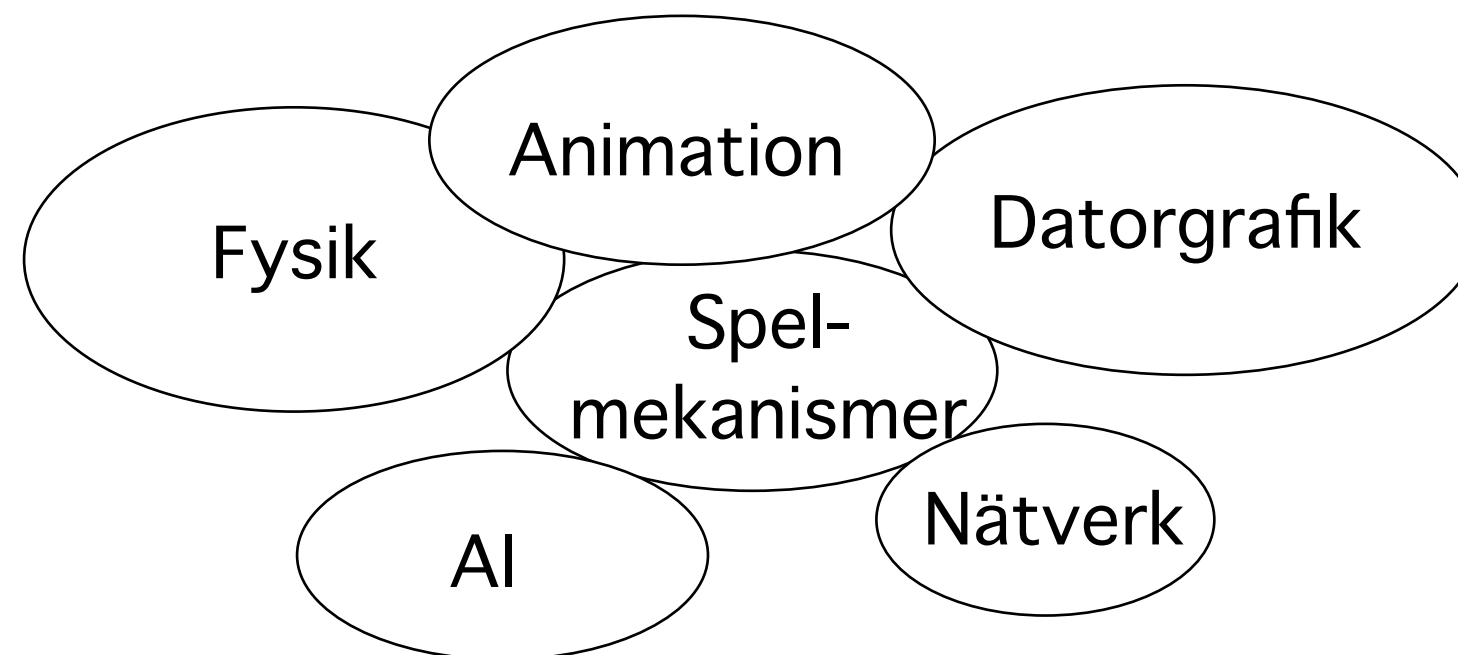 Animation
Fysik
Datorgrafik
Spel-
mekanismer
Nätverk
AI